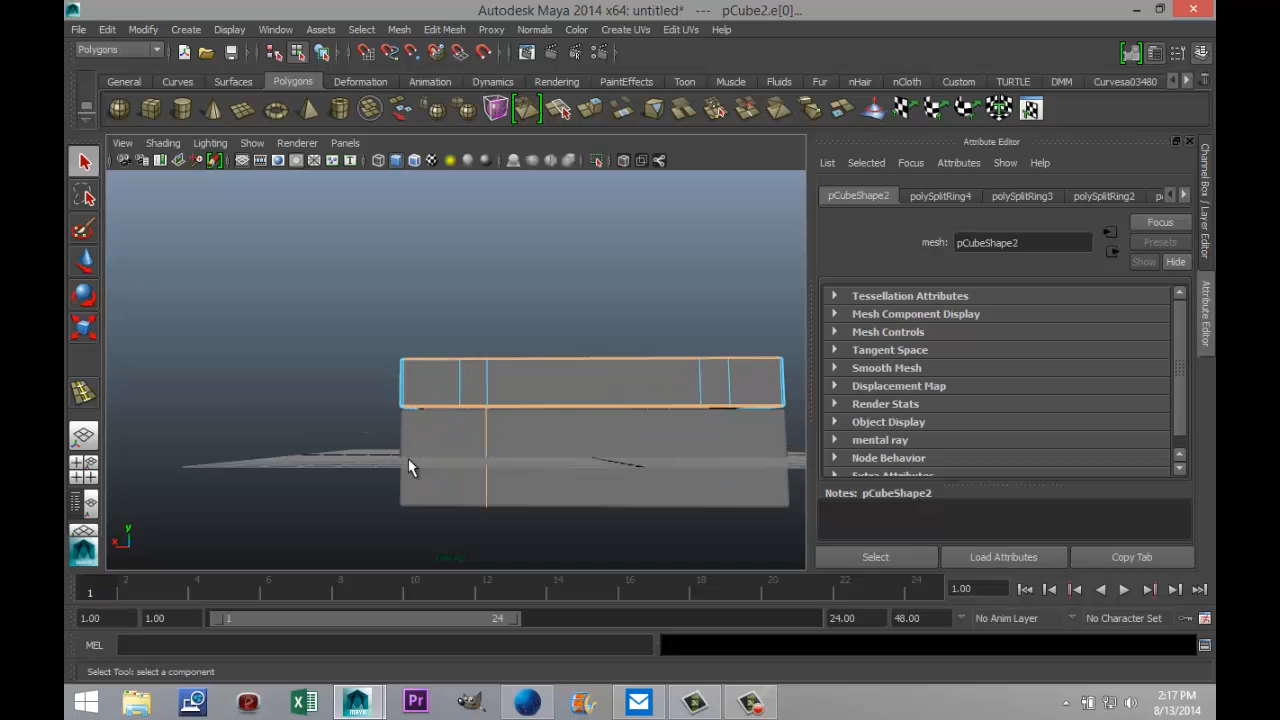 Autodesk Maya 2014 x64: untitled*   ---   pCube2.e[0]...
File Edit Modify Create Display Window Assets Select Mesh Edit Mesh Proxy Normals Color Create UVs Edit UVs Help
Polygons
General Curves Surfaces Polygons Deformation Animation Dynamics Rendering PaintEffects Toon Muscle Fluids Fur nHair nCloth Custom TURTLE DMM Curvesa03480
View Shading Lighting Show Renderer Panels
Attribute Editor
List Selected Focus Attributes Show Help
pCubeShape2 polySplitRing4 polySplitRing3 polySplitRing2
Focus
mesh: pCubeShape2
Presets
Show Hide
Tessellation Attributes
Mesh Component Display
Mesh Controls
Tangent Space
Smooth Mesh
Displacement Map
Render Stats
Object Display
mental ray
Node Behavior
Extra Attributes
Notes: pCubeShape2
Select Load Attributes Copy Tab
Channel Box / Layer Editor
Attribute Editor
y
x
2 4 6 8 10 12 14 16 18 20 22 24
1
1.00
1.00 1.00 1 24 24.00 48.00 No Anim Layer No Character Set
MEL
Select Tool: select a component
2:17 PM
8/13/2014